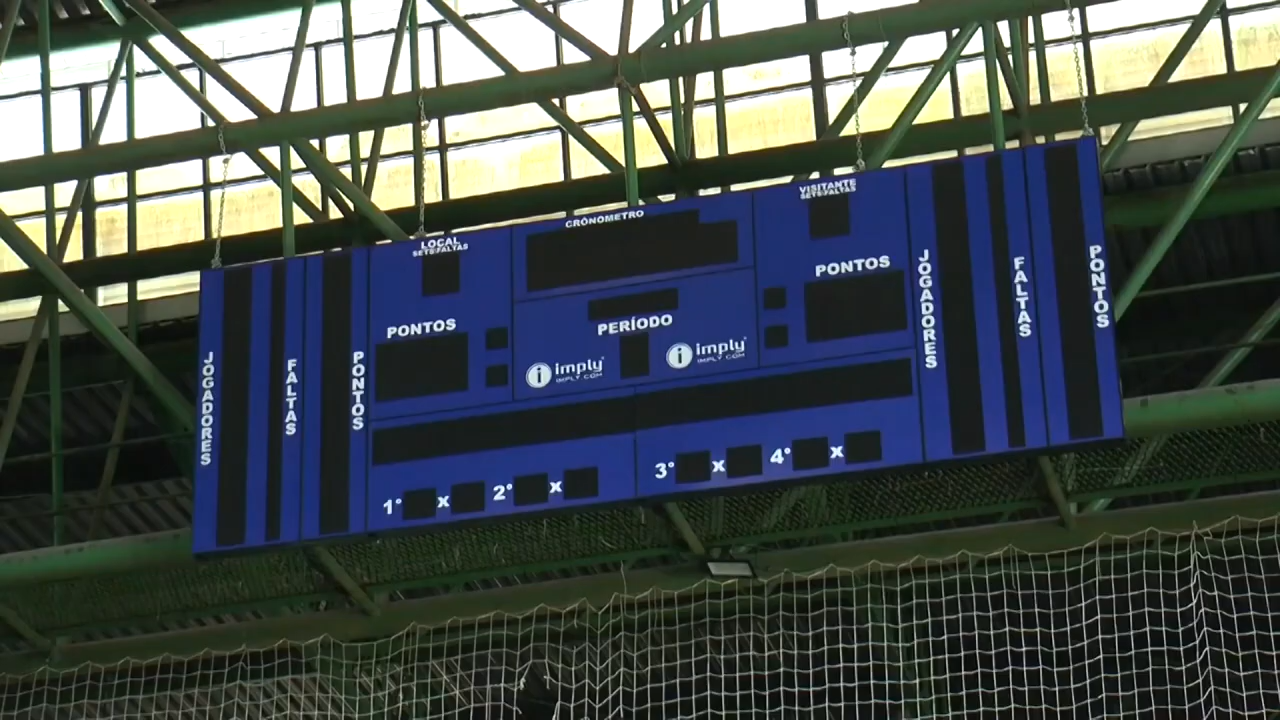 LOCAL
SETS/FALTAS
CRÔNOMETRO
VISITANTE
SETS/FALTAS
PONTOS
PERÍODO
PONTOS
imply®
IMPLY.COM
imply®
IMPLY.COM
JOGADORES
FALTAS
PONTOS
JOGADORES
FALTAS
PONTOS
1° x 2° x
3° x 4° x